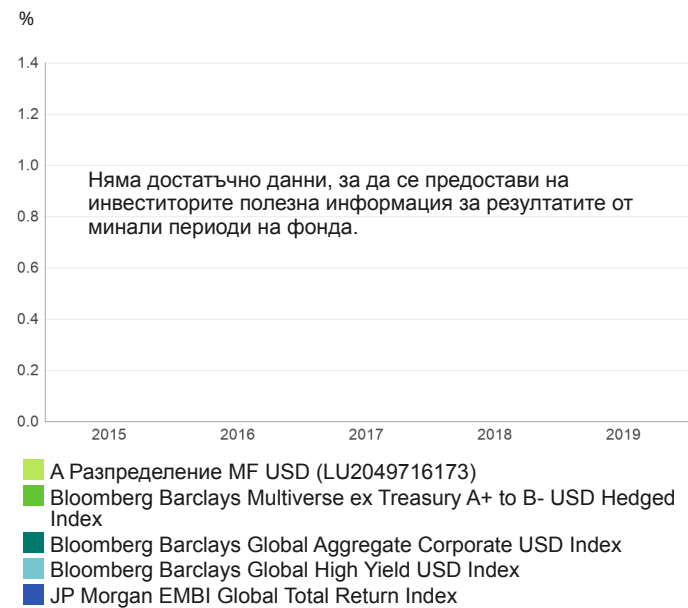 %
1.4
1.2
1.0
Няма достатъчно данни, за да се предостави на
инвеститорите полезна информация за резултатите от
минали периоди на фонда.
0.8
0.6
0.4
0.2
0.0
2015 2016 2017 2018 2019
A Разпределение MF USD (LU2049716173)
Bloomberg Barclays Multiverse ex Treasury A+ to B- USD Hedged
Index
Bloomberg Barclays Global Aggregate Corporate USD Index
Bloomberg Barclays Global High Yield USD Index
JP Morgan EMBI Global Total Return Index